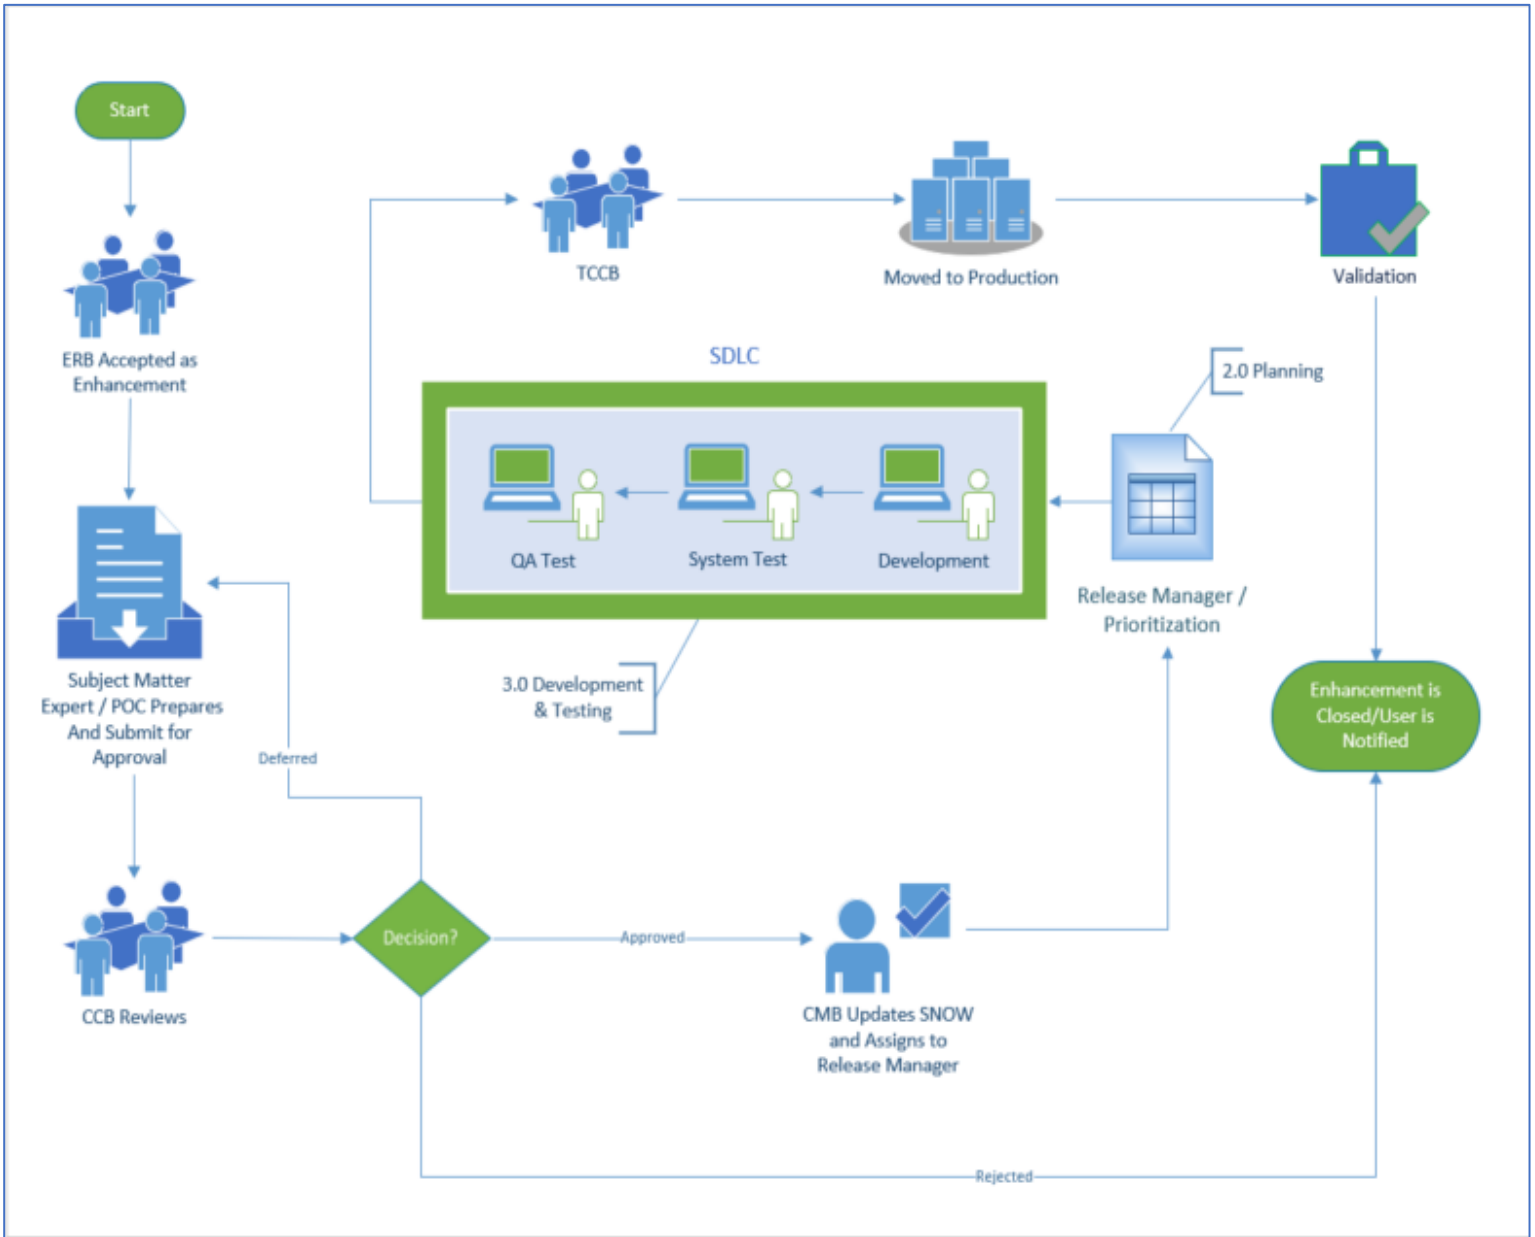 Start
ERB Accepted as
Enhancement
Subject Matter
Expert / POC Prepares
And Submit for
Approval
CCB Reviews
Decision?
Deferred
Approved
Rejected
CMB Updates SNOW
and Assigns to
Release Manager
Release Manager /
Prioritization
2.0 Planning
SDLC
Development
System Test
QA Test
3.0 Development
& Testing
TCCB
Moved to Production
Validation
Enhancement is
Closed/User is
Notified